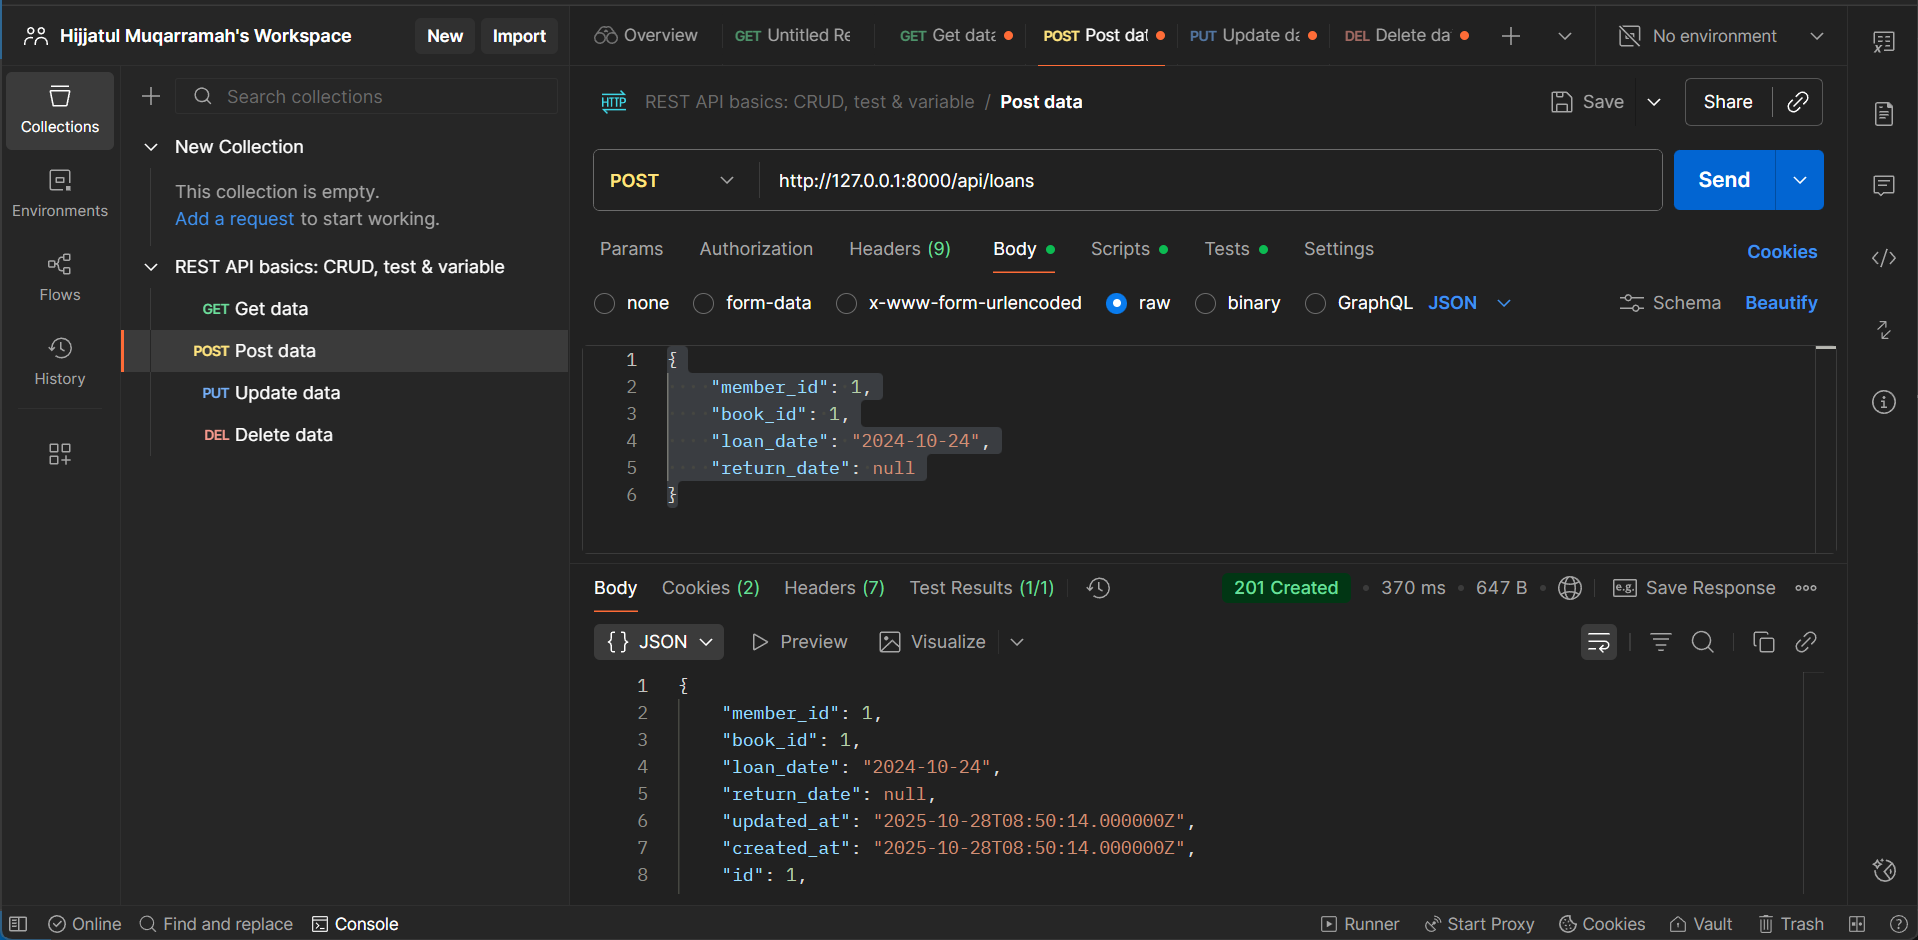 Hijjatul Muqarramah's Workspace New Import Overview GET Untitled Re GET Get data POST Post dat PUT Update da DEL Delete da No environment
Collections
Environments
Flows
History
Search collections
New Collection
This collection is empty.
Add a request to start working.
REST API basics: CRUD, test & variable
GET Get data
POST Post data
PUT Update data
DEL Delete data
HTTP REST API basics: CRUD, test & variable / Post data Save Share
POST http://127.0.0.1:8000/api/loans Send
Params Authorization Headers (9) Body Scripts Tests Settings Cookies
none form-data x-www-form-urlencoded raw binary GraphQL JSON Schema Beautify
1 {
2 "member_id": 1,
3 "book_id": 1,
4 "loan_date": "2024-10-24",
5 "return_date": null
6 }
Body Cookies (2) Headers (7) Test Results (1/1) 201 Created • 370 ms • 647 B • e.g. Save Response
{} JSON Preview Visualize
1 {
2 "member_id": 1,
3 "book_id": 1,
4 "loan_date": "2024-10-24",
5 "return_date": null,
6 "updated_at": "2025-10-28T08:50:14.000000Z",
7 "created_at": "2025-10-28T08:50:14.000000Z",
8 "id": 1,
Online Find and replace Console Runner Start Proxy Cookies Vault Trash